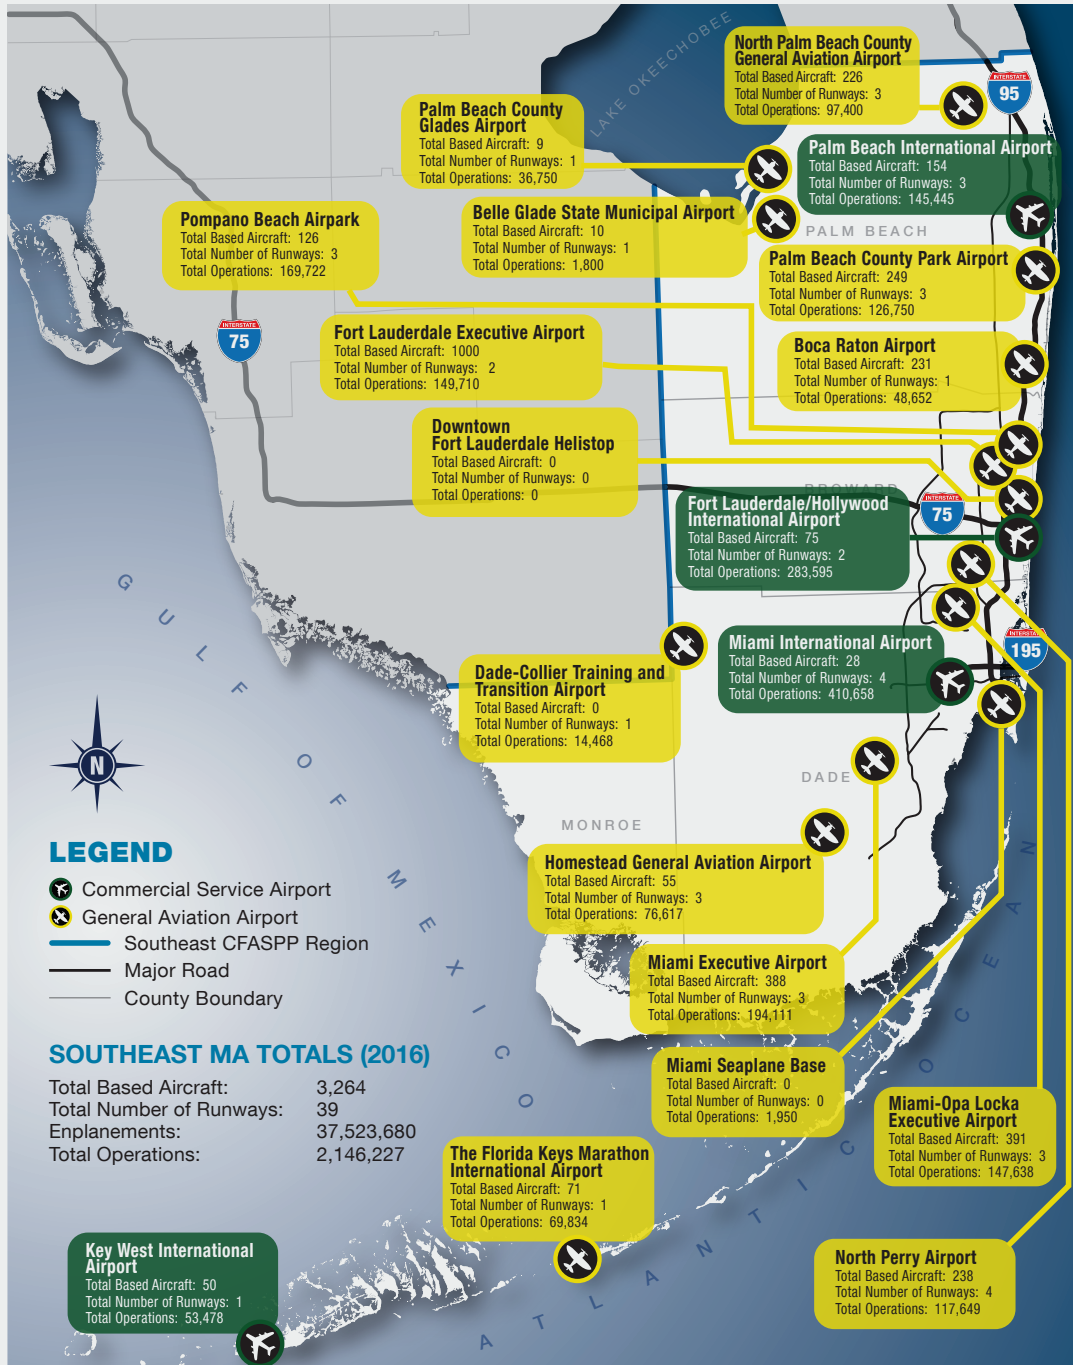 LAKE OKEECHOBEE
North Palm Beach County
General Aviation Airport
Total Based Aircraft: 226
Total Number of Runways: 3
Total Operations: 97,400
INTERSTATE
95
Palm Beach County
Glades Airport
Total Based Aircraft: 9
Total Number of Runways: 1
Total Operations: 36,750
Palm Beach International Airport
Total Based Aircraft: 154
Total Number of Runways: 3
Total Operations: 145,445
Pompano Beach Airpark
Total Based Aircraft: 126
Total Number of Runways: 3
Total Operations: 169,722
Belle Glade State Municipal Airport
Total Based Aircraft: 10
Total Number of Runways: 1
Total Operations: 1,800
PALM BEACH
Palm Beach County Park Airport
Total Based Aircraft: 249
Total Number of Runways: 3
Total Operations: 126,750
INTERSTATE
75
Fort Lauderdale Executive Airport
Total Based Aircraft: 1000
Total Number of Runways: 2
Total Operations: 149,710
Boca Raton Airport
Total Based Aircraft: 231
Total Number of Runways: 1
Total Operations: 48,652
Downtown
Fort Lauderdale Helistop
Total Based Aircraft: 0
Total Number of Runways: 0
Total Operations: 0
BROWARD
Fort Lauderdale/Hollywood
International Airport
Total Based Aircraft: 75
Total Number of Runways: 2
Total Operations: 283,595
INTERSTATE
75
Miami International Airport
Total Based Aircraft: 28
Total Number of Runways: 4
Total Operations: 410,658
INTERSTATE
195
Dade-Collier Training and
Transition Airport
Total Based Aircraft: 0
Total Number of Runways: 1
Total Operations: 14,468
GULF OF MEXICO
N
DADE
MONROE
LEGEND
Commercial Service Airport
General Aviation Airport
Southeast CFASPP Region
Major Road
County Boundary
Homestead General Aviation Airport
Total Based Aircraft: 55
Total Number of Runways: 3
Total Operations: 76,617
Miami Executive Airport
Total Based Aircraft: 388
Total Number of Runways: 3
Total Operations: 194,111
SOUTHEAST MA TOTALS (2016)
Total Based Aircraft: 3,264
Total Number of Runways: 39
Enplanements: 37,523,680
Total Operations: 2,146,227
Miami Seaplane Base
Total Based Aircraft: 0
Total Number of Runways: 0
Total Operations: 1,950
Miami-Opa Locka
Executive Airport
Total Based Aircraft: 391
Total Number of Runways: 3
Total Operations: 147,638
The Florida Keys Marathon
International Airport
Total Based Aircraft: 71
Total Number of Runways: 1
Total Operations: 69,834
ATLANTIC OCEAN
Key West International
Airport
Total Based Aircraft: 50
Total Number of Runways: 1
Total Operations: 53,478
North Perry Airport
Total Based Aircraft: 238
Total Number of Runways: 4
Total Operations: 117,649